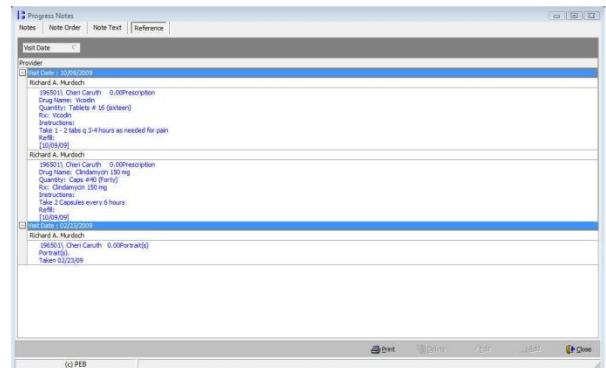 Progress Notes
Notes Note Order Note Text Reference
Visit Date
Provider
Visit Date : 10/09/2009
Richard A. Murdoch
196501\ Cheri Caruth 0.00Prescription
Drug Name: Vicodin
Quantity: Tablets # 16 (sixteen)
Rx: Vicodin
Instructions:
Take 1 - 2 tabs q 3-4 hours as needed for pain
Refill:
[10/09/09]
Richard A. Murdoch
196501\ Cheri Caruth 0.00Prescription
Drug Name: Clindamycin 150 mg
Quantity: Caps #40 (Forty)
Rx: Clindamycin 150 mg
Instructions:
Take 2 Capsules every 6 hours
Refill:
[10/09/09]
Visit Date : 02/23/2009
Richard A. Murdoch
196501\ Cheri Caruth 0.00Portrait(s)
Portrait(s).
Taken 02/23/09
Print Delete Edit Add Close
(c) PEB